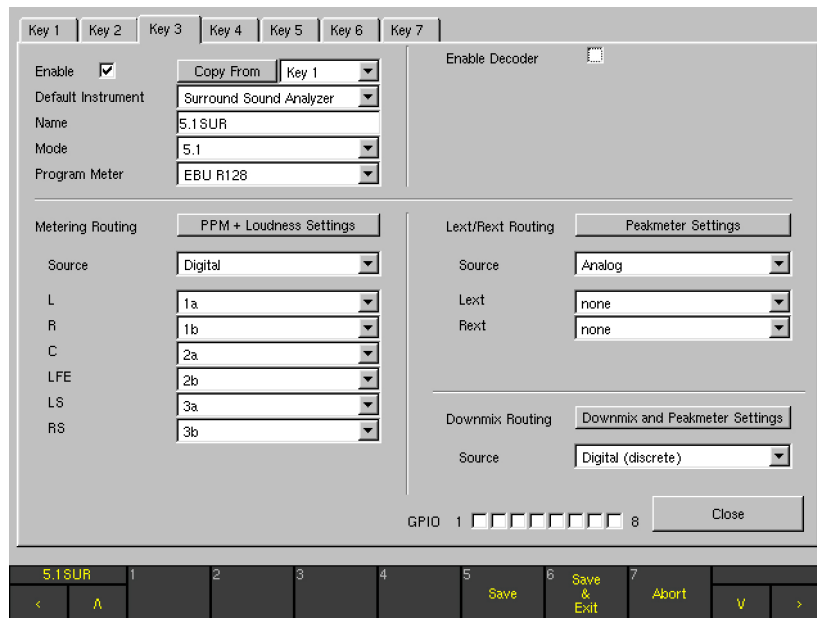 Key 1 Key 2 Key 3 Key 4 Key 5 Key 6 Key 7
Enable Copy From Key 1
Default Instrument Surround Sound Analyzer
Name 5.1SUR
Mode 5.1
Program Meter EBU R128
Enable Decoder
Metering Routing PPM + Loudness Settings
Source Digital
L 1a
R 1b
C 2a
LFE 2b
LS 3a
RS 3b
Lext/Rext Routing Peakmeter Settings
Source Analog
Lext none
Rext none
Downmix Routing Downmix and Peakmeter Settings
Source Digital (discrete)
GPIO 1 8
Close
5.1SUR 1 2 3 4 5 Save 6 Save & Exit 7 Abort
< Λ V >